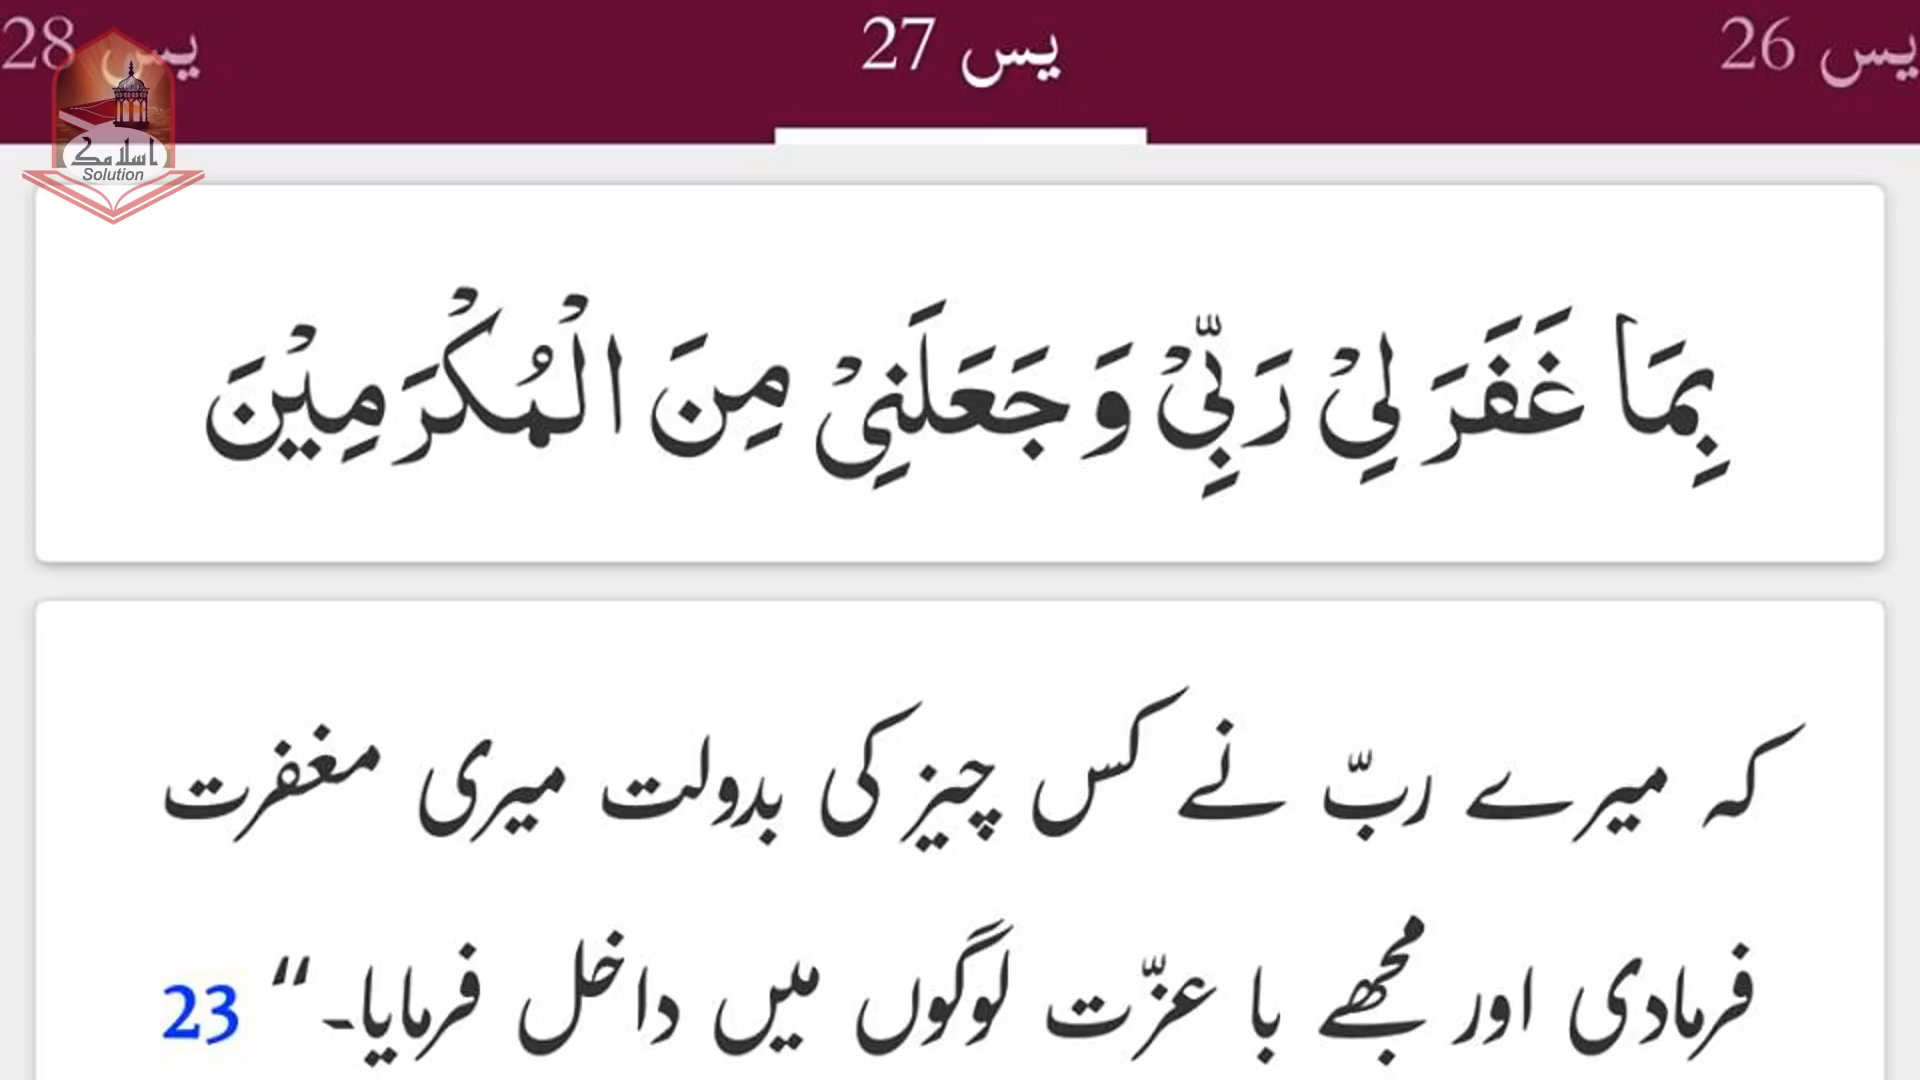 یس 26
یس 27
یس 28
اسلامک
Solution
بِمَا غَفَرَ لِیْ رَبِّیْ وَ جَعَلَنِیْ مِنَ الْمُكْرَمِیْنَ
کہ میرے ربّ نے کس چیز کی بدولت میری مغفرت
فرمادی اور مجھے با عزّت لوگوں میں داخل فرمایا۔“ 23